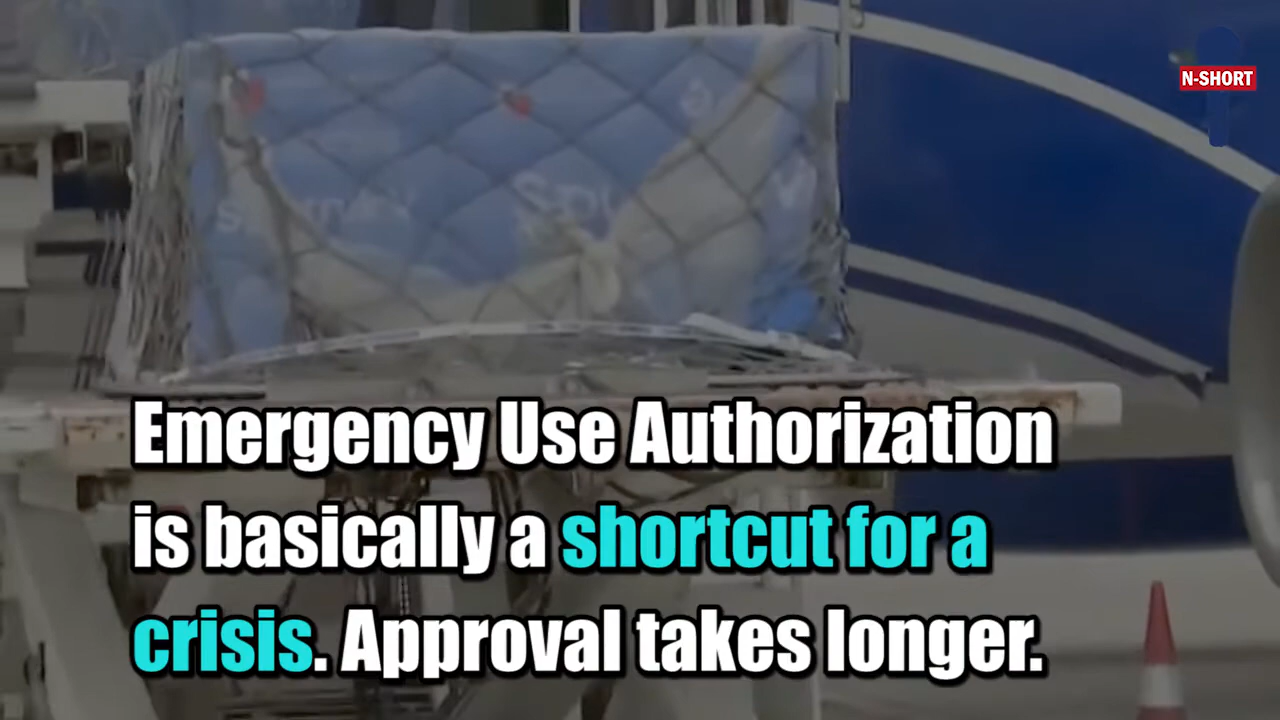 N-SHORT
Emergency Use Authorization
is basically a shortcut for a
crisis. Approval takes longer.